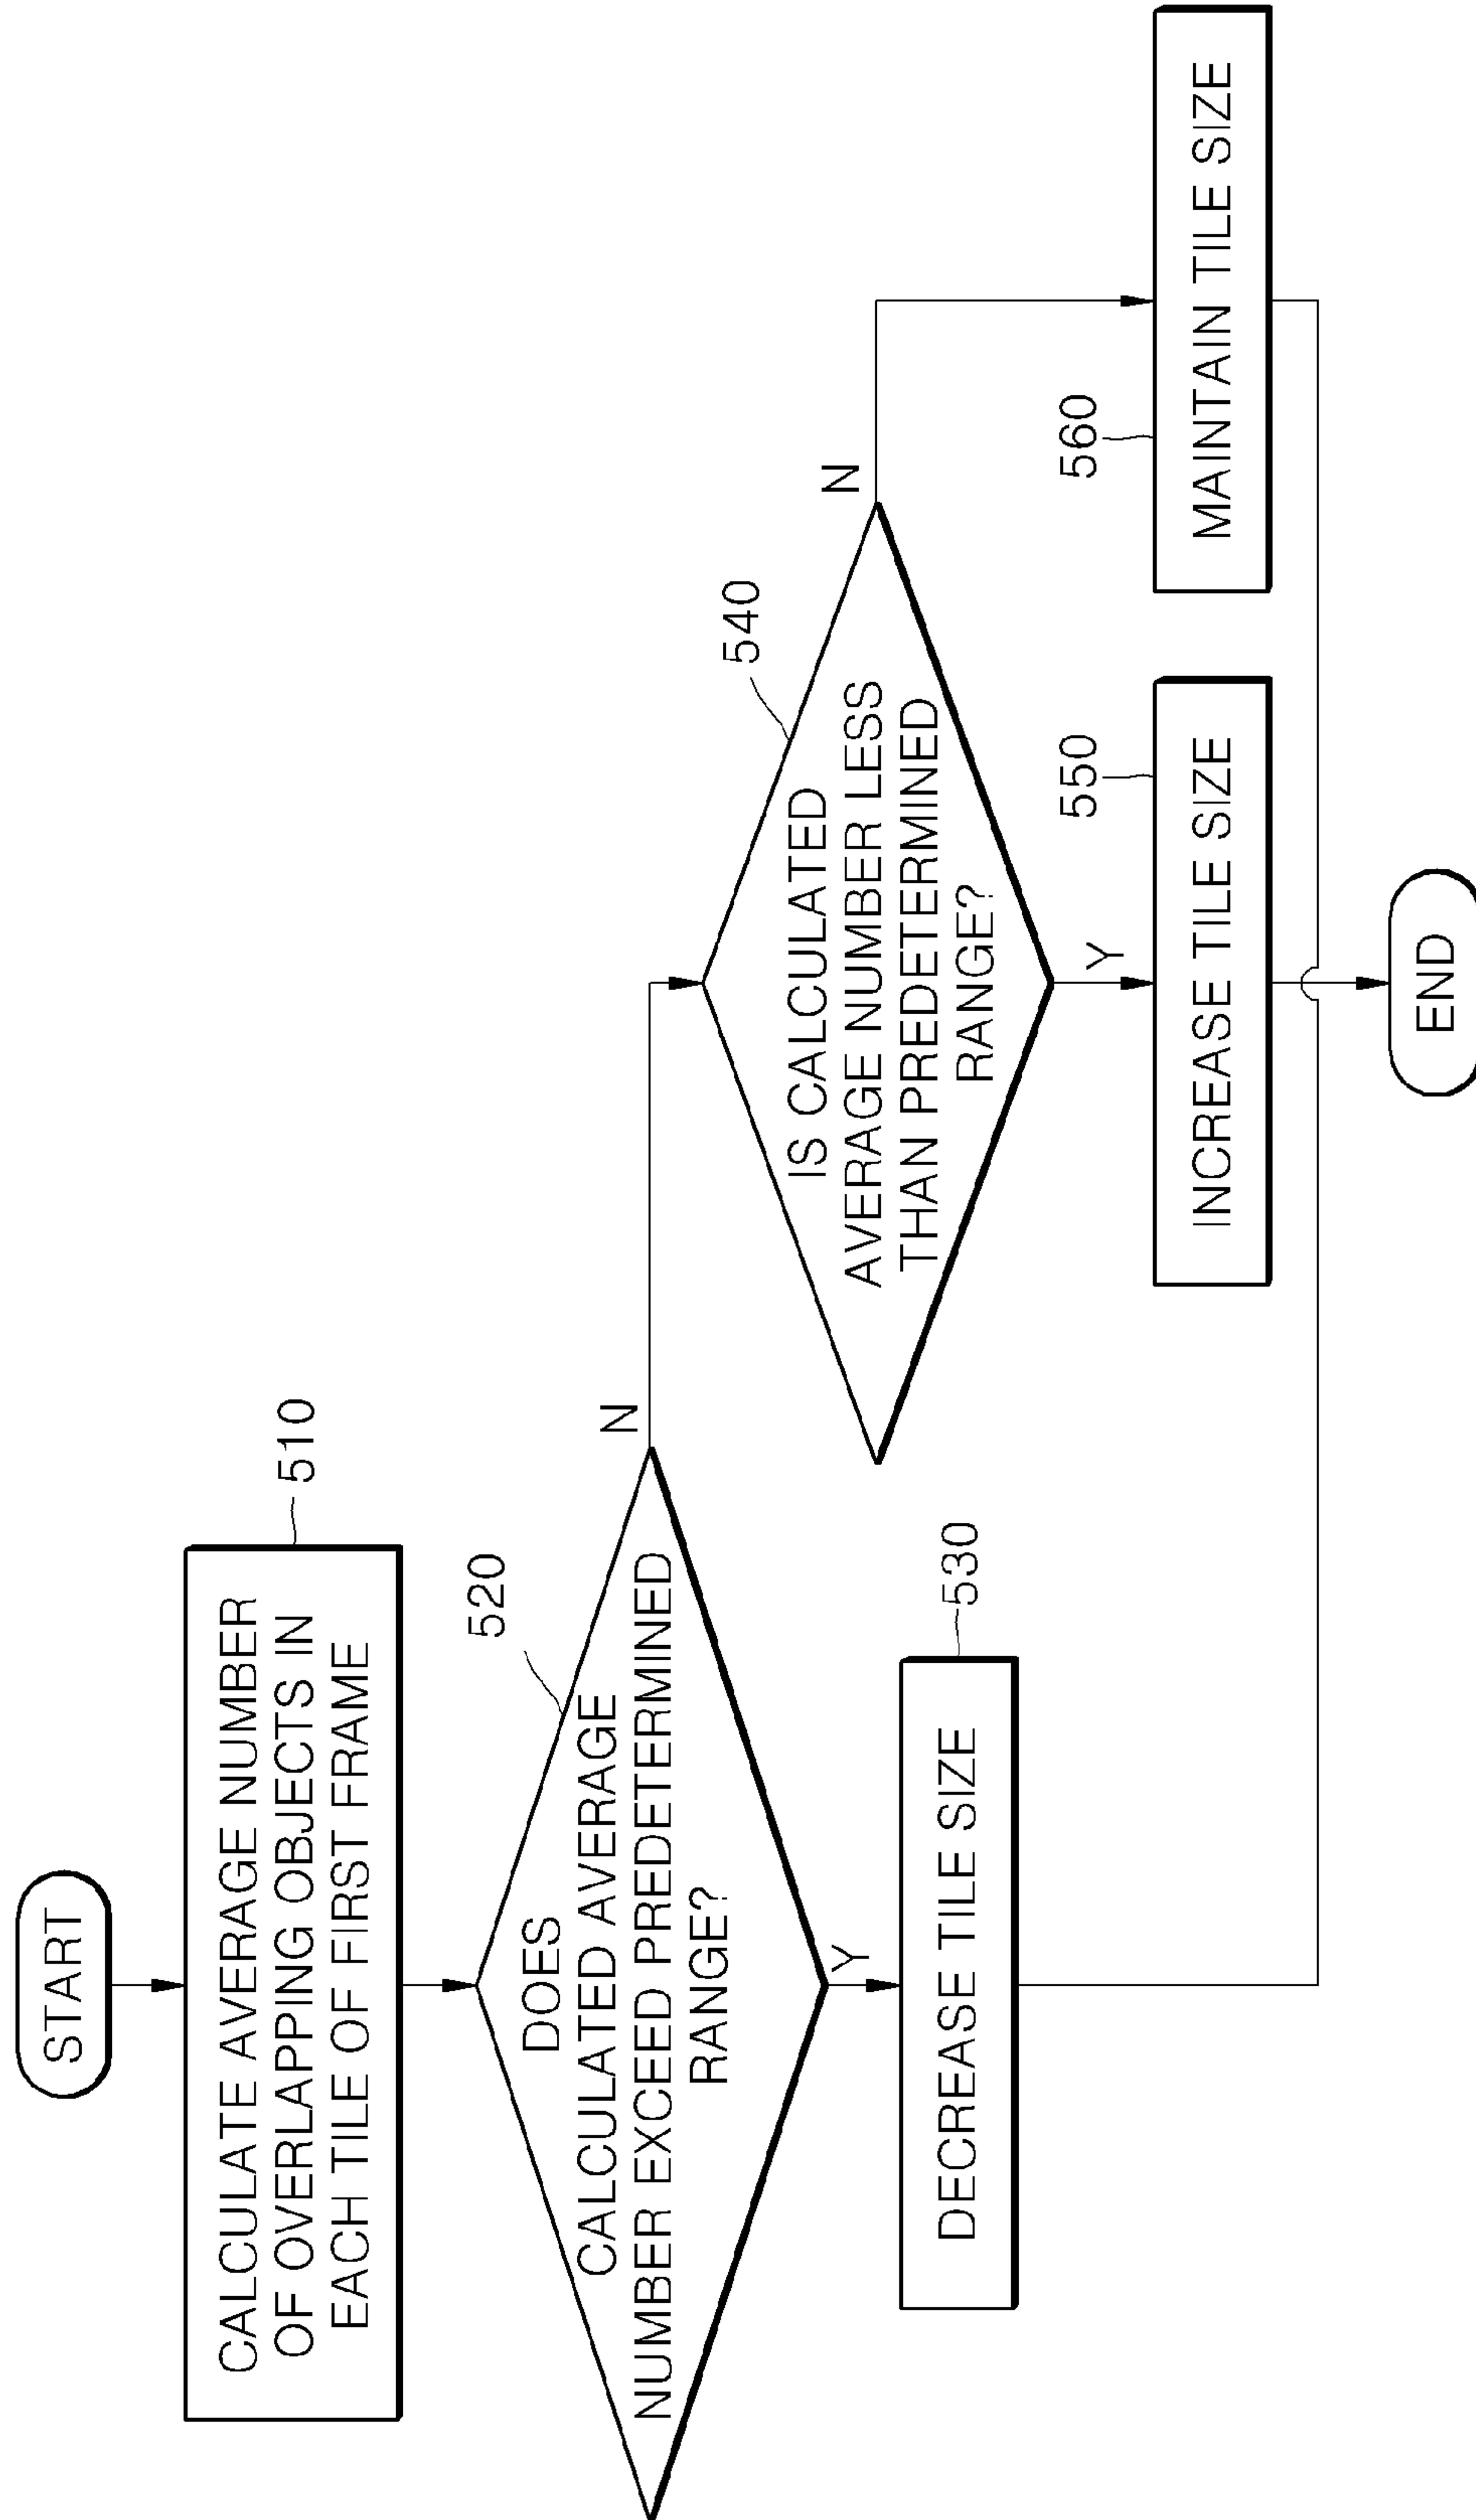 START
CALCULATE AVERAGE NUMBER
OF OVERLAPPING OBJECTS IN
EACH TILE OF FIRST FRAME
510
DOES
CALCULATED AVERAGE
NUMBER EXCEED PREDETERMINED
RANGE?
520
N
Y
DECREASE TILE SIZE
530
IS CALCULATED
AVERAGE NUMBER LESS
THAN PREDETERMINED
RANGE?
540
N
Y
INCREASE TILE SIZE
550
MAINTAIN TILE SIZE
560
END